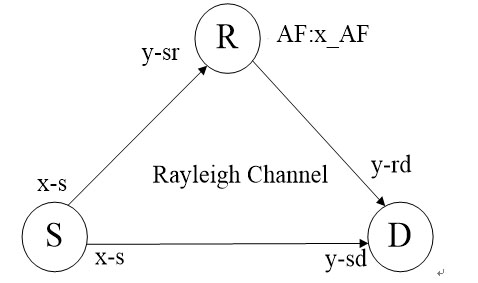 R
AF:x_AF
y-sr
Rayleigh Channel
y-rd
x-s
S
x-s
y-sd
D